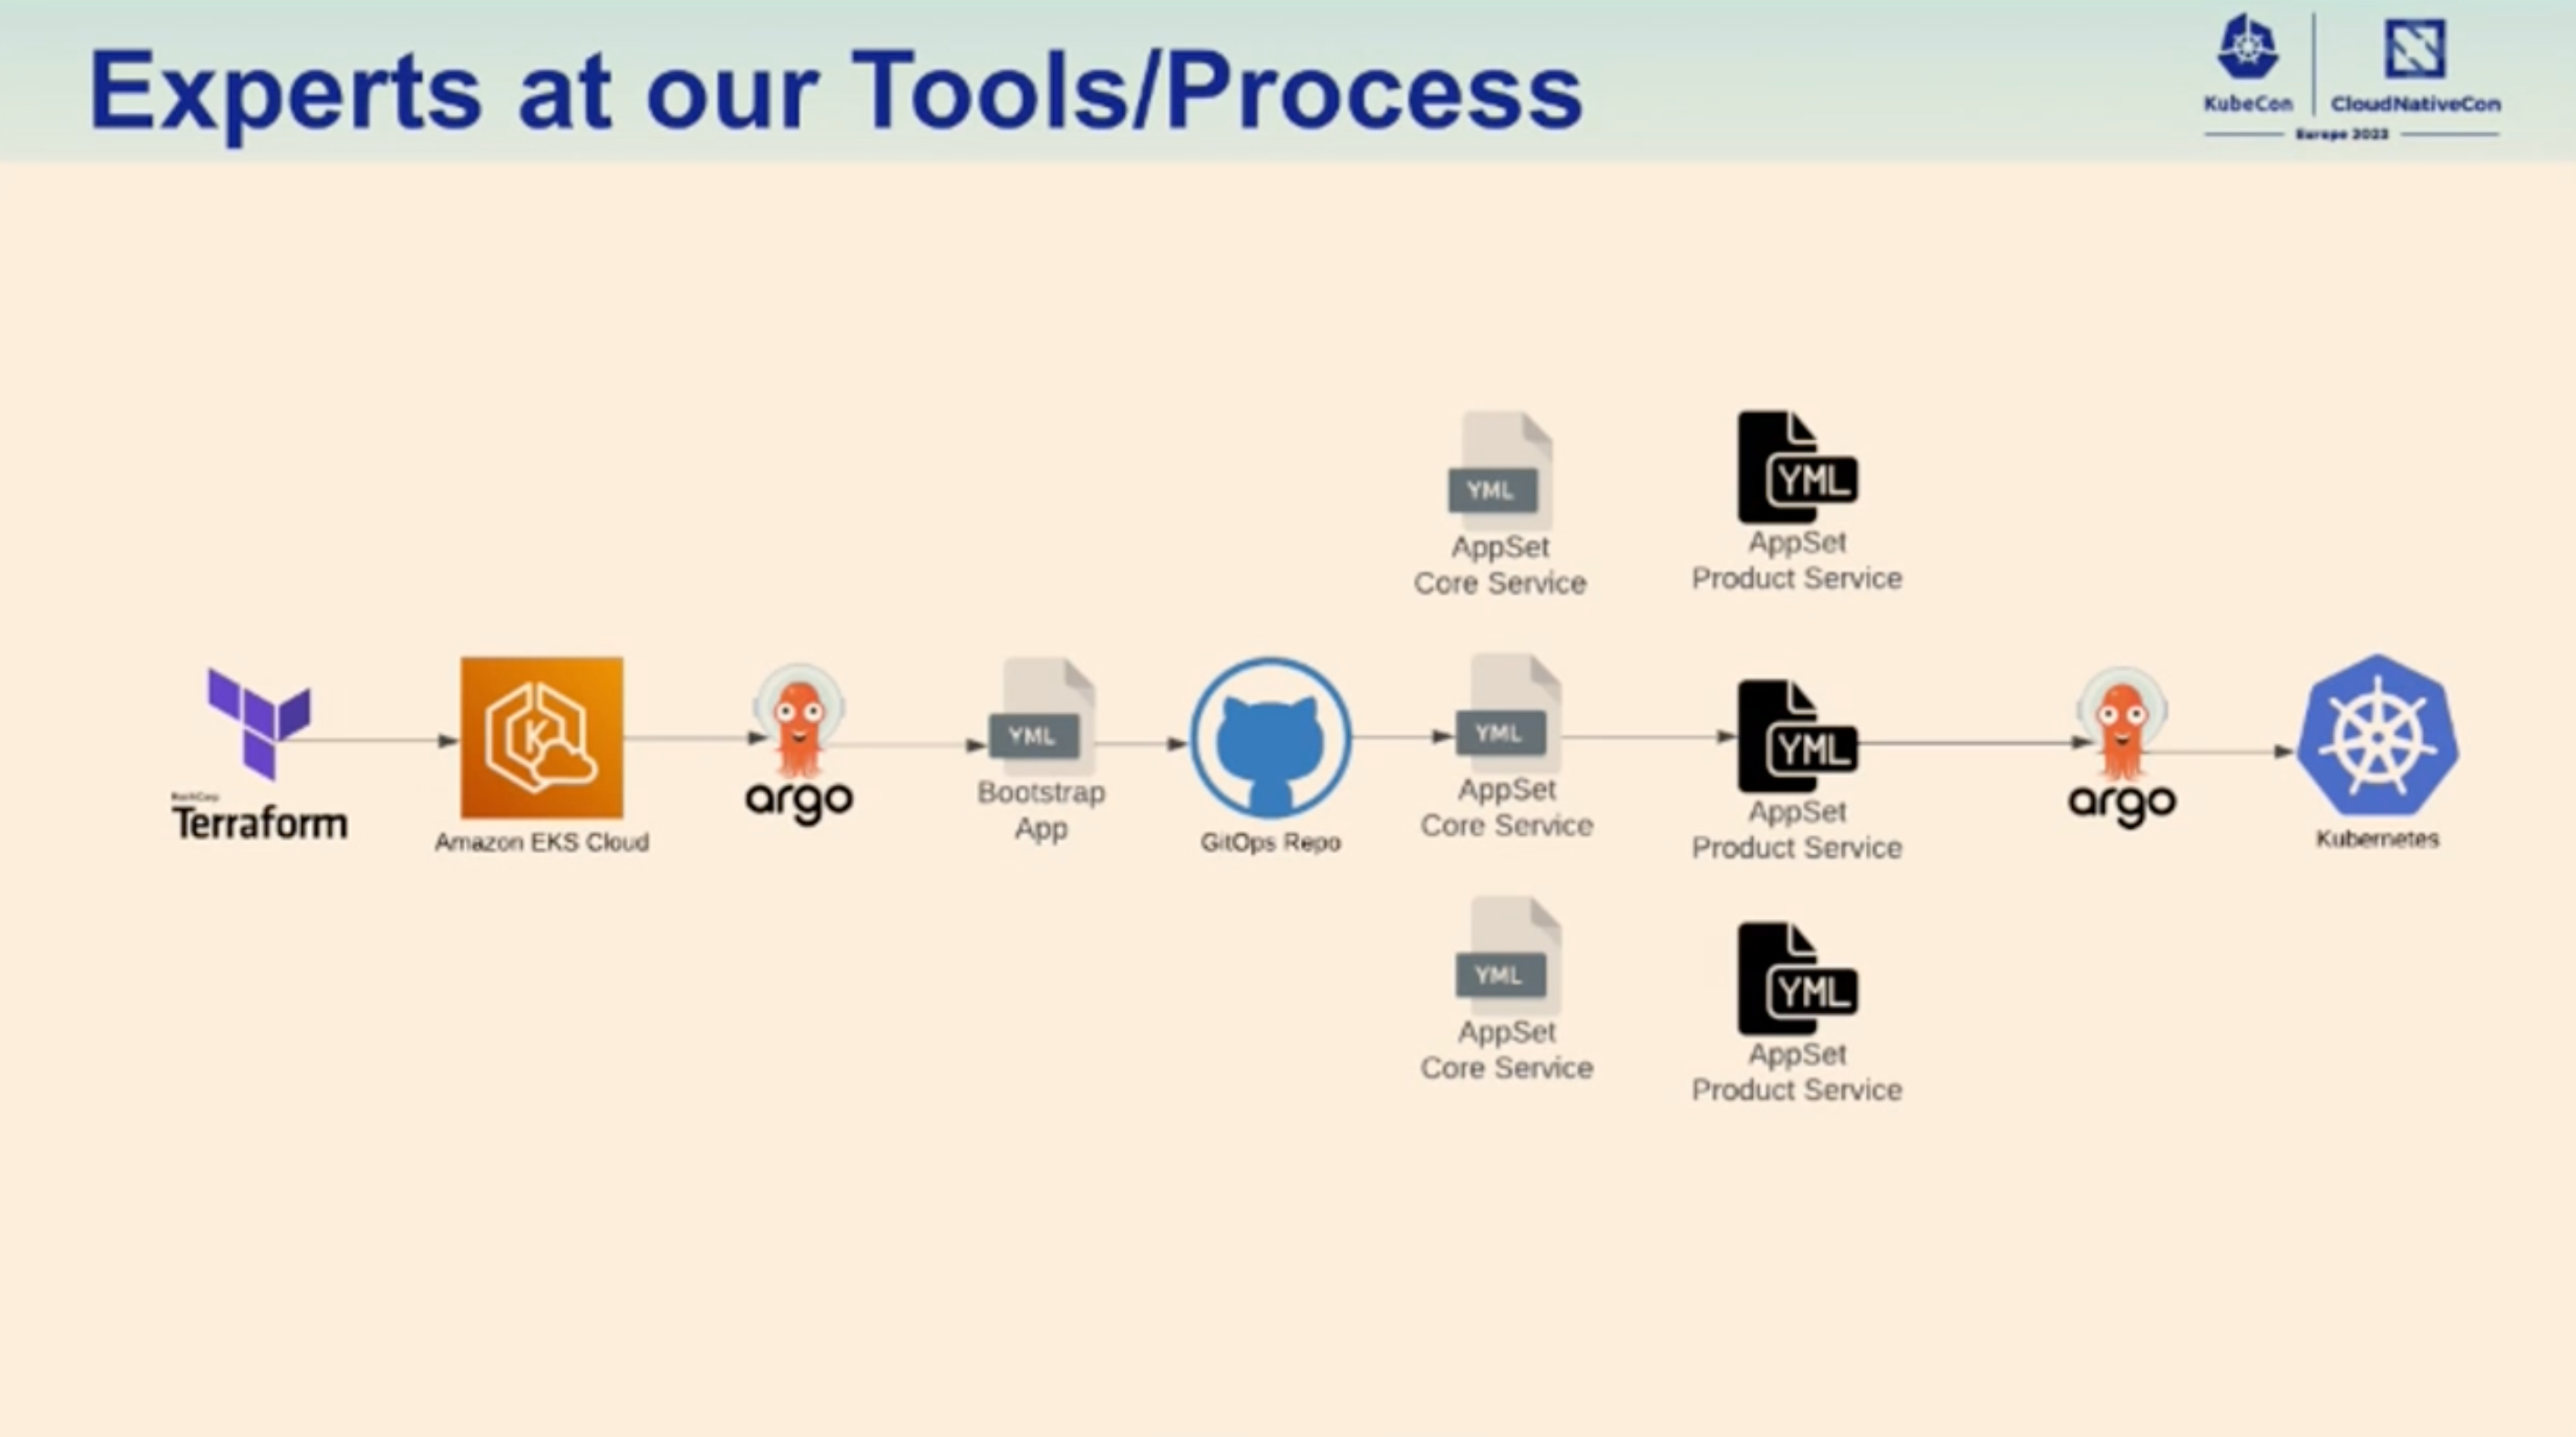 Experts at our Tools/Process
KubeCon
CloudNativeCon
Europe 2023
YML
AppSet
Core Service
YML
AppSet
Product Service
HashiCorp
Terraform
Amazon EKS Cloud
argo
YML
Bootstrap
App
GitOps Repo
YML
AppSet
Core Service
YML
AppSet
Product Service
argo
Kubernetes
YML
AppSet
Core Service
YML
AppSet
Product Service